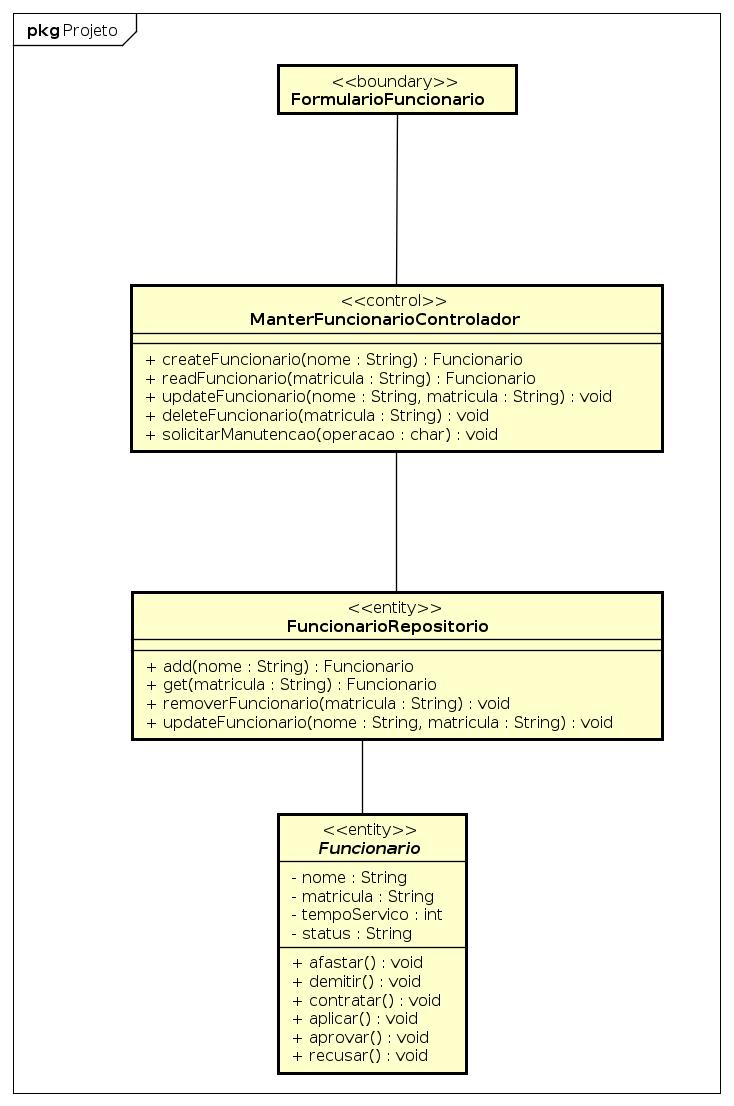 pkg Projeto
<<boundary>>
FormularioFuncionario
<<control>>
ManterFuncionarioControlador
+ createFuncionario(nome : String) : Funcionario
+ readFuncionario(matricula : String) : Funcionario
+ updateFuncionario(nome : String, matricula : String) : void
+ deleteFuncionario(matricula : String) : void
+ solicitarManutencao(operacao : char) : void
<<entity>>
FuncionarioRepositorio
+ add(nome : String) : Funcionario
+ get(matricula : String) : Funcionario
+ removerFuncionario(matricula : String) : void
+ updateFuncionario(nome : String, matricula : String) : void
<<entity>>
Funcionario
- nome : String
- matricula : String
- tempoServico : int
- status : String
+ afastar() : void
+ demitir() : void
+ contratar() : void
+ aplicar() : void
+ aprovar() : void
+ recusar() : void